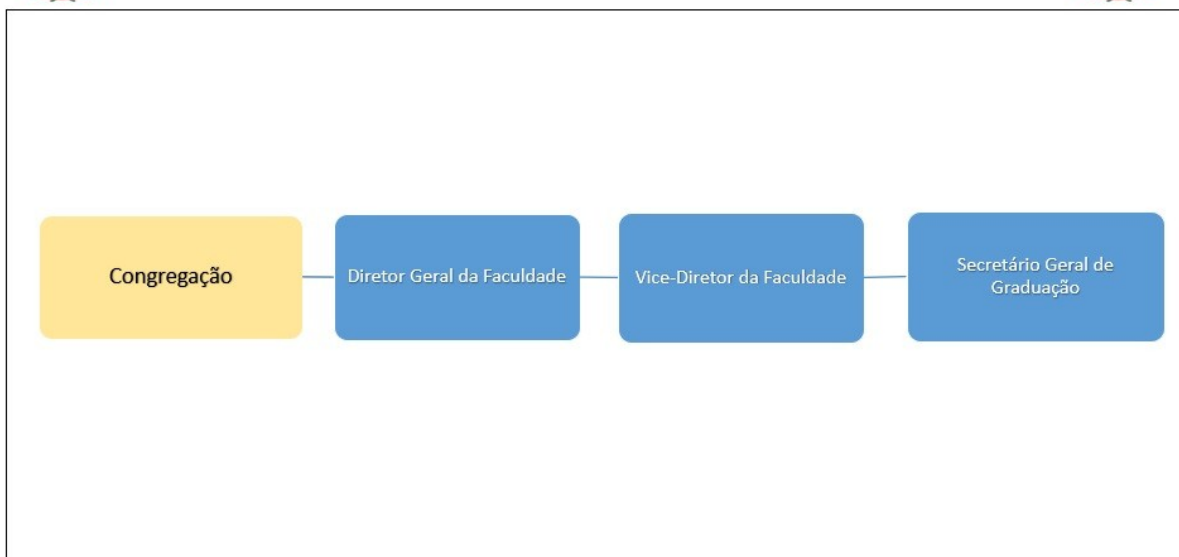 Congregação
Diretor Geral da Faculdade
Vice-Diretor da Faculdade
Secretário Geral de
Graduação